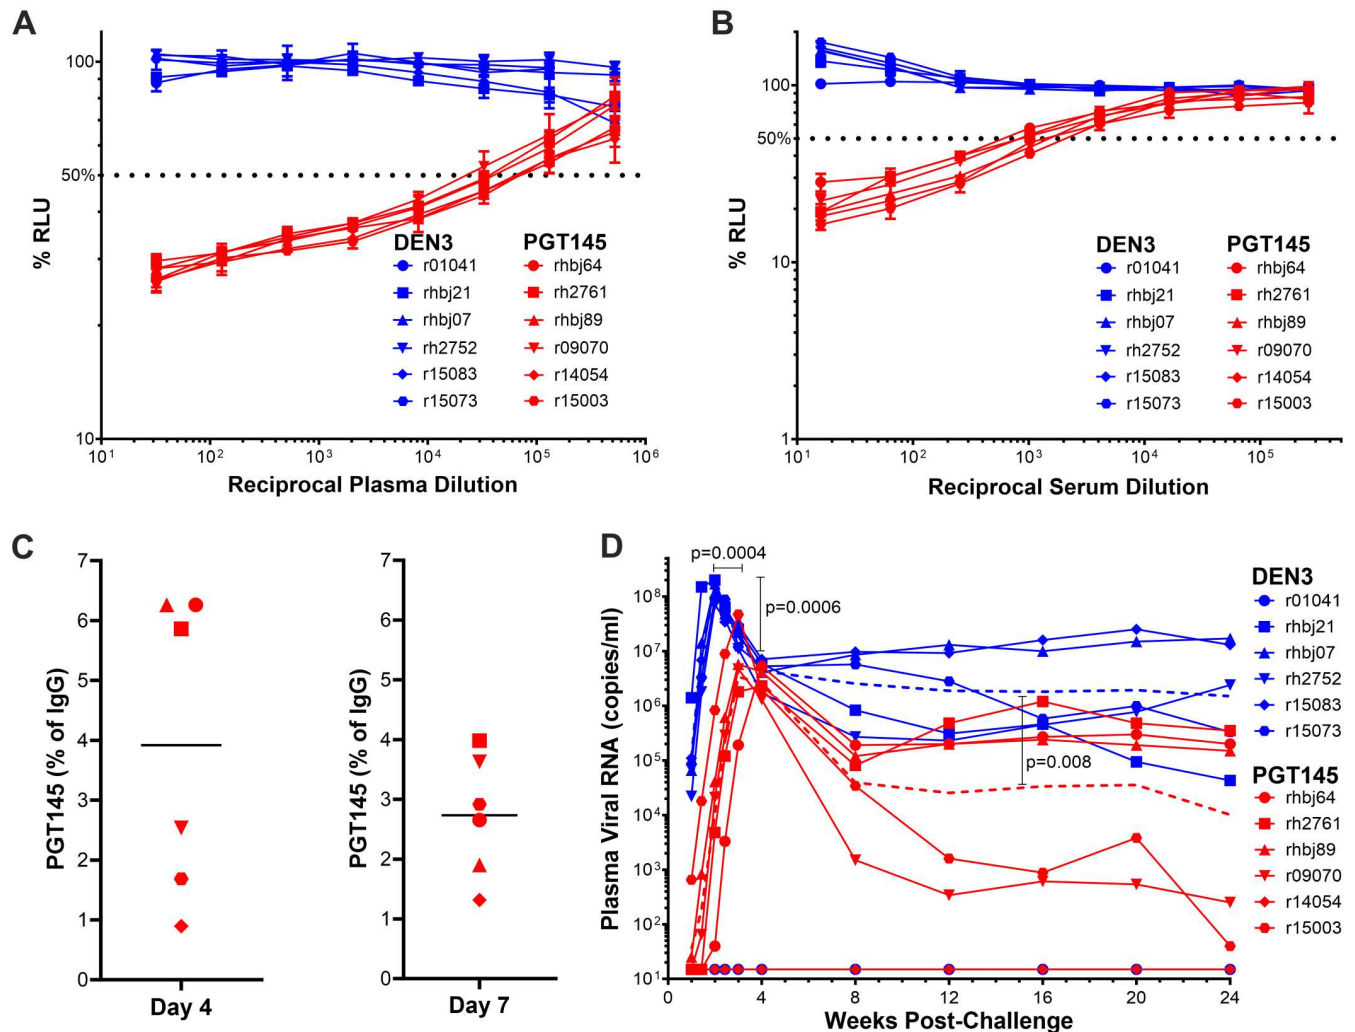 A
% RLU
100
50%
10
10¹ 10² 10³ 10⁴ 10⁵ 10⁶
Reciprocal Plasma Dilution
DEN3 PGT145
r01041 rhbj64
rhbj21 rh2761
rhbj07 rhbj89
rh2752 r09070
r15083 r14054
r15073 r15003
B
% RLU
100
50%
10
1
10¹ 10² 10³ 10⁴ 10⁵
Reciprocal Serum Dilution
DEN3 PGT145
r01041 rhbj64
rhbj21 rh2761
rhbj07 rhbj89
rh2752 r09070
r15083 r14054
r15073 r15003
C
PGT145 (% of IgG)
7
6
5
4
3
2
1
0
Day 4
PGT145 (% of IgG)
7
6
5
4
3
2
1
0
Day 7
D
Plasma Viral RNA (copies/ml)
10⁸
10⁷
10⁶
10⁵
10⁴
10³
10²
10¹
0 4 8 12 16 20 24
Weeks Post-Challenge
p=0.0004
p=0.0006
p=0.008
DEN3
r01041
rhbj21
rhbj07
rh2752
r15083
r15073
PGT145
rhbj64
rh2761
rhbj89
r09070
r14054
r15003